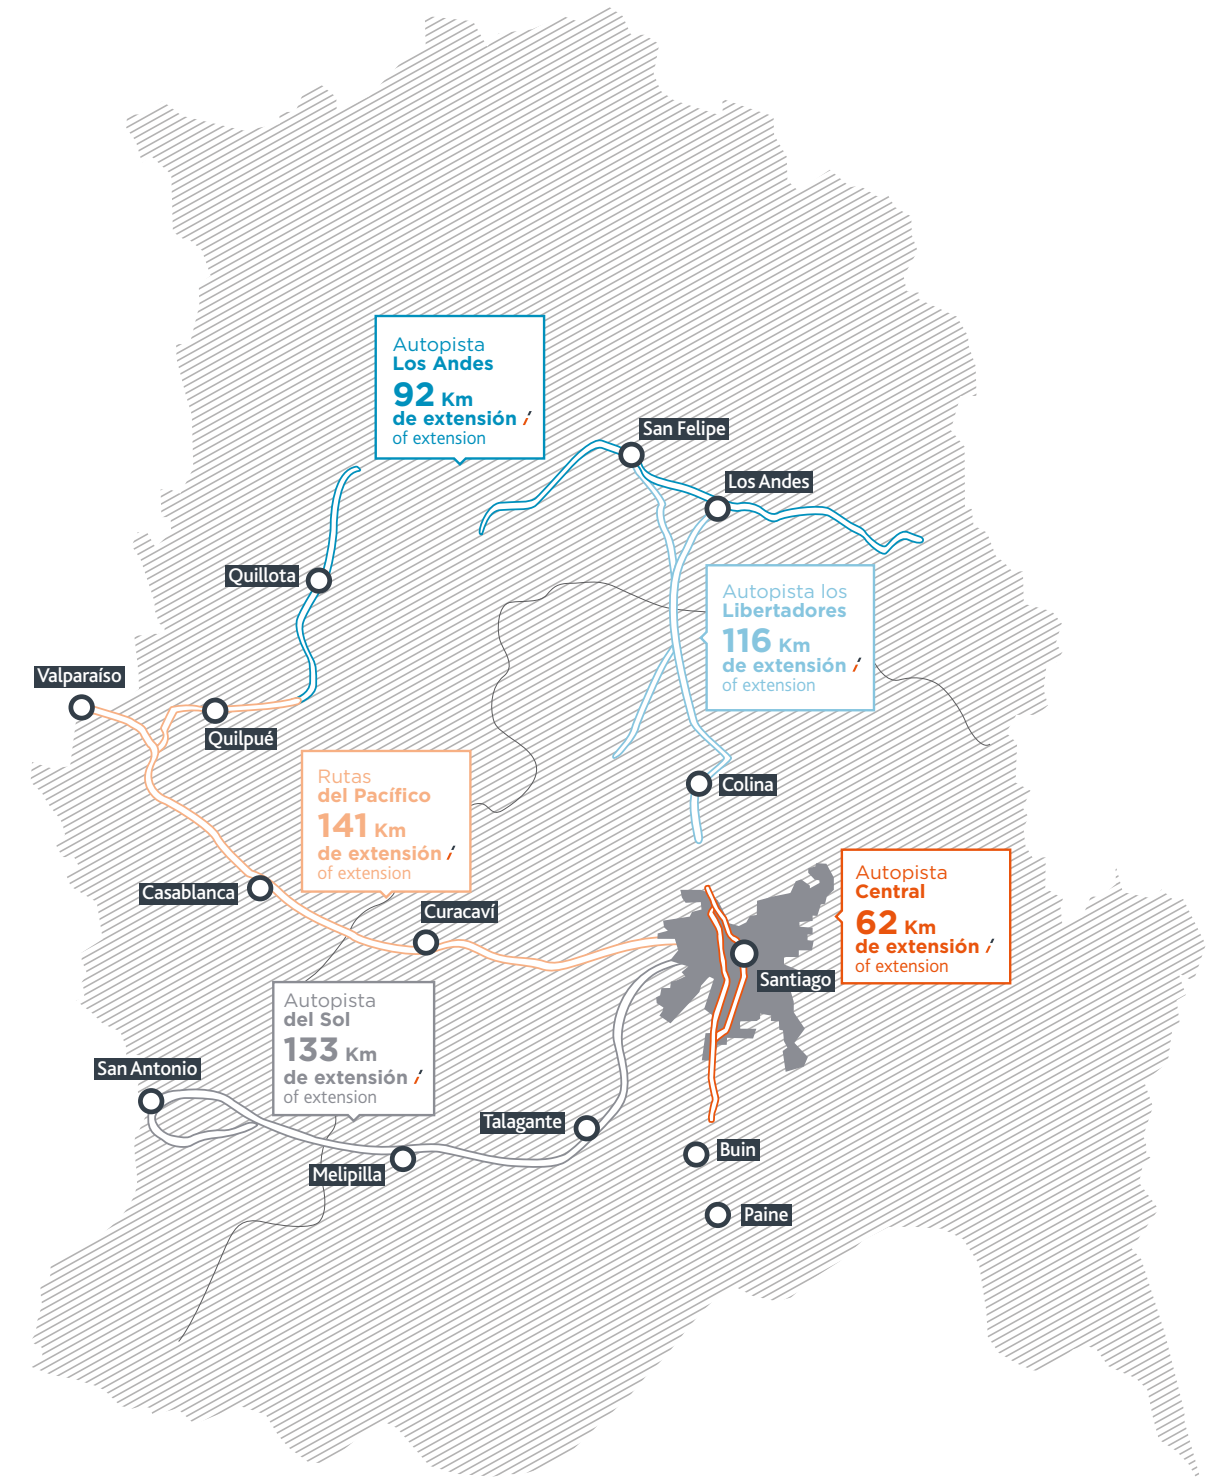 Autopista
Los Andes
92 Km
de extensión
of extension
San Felipe
Los Andes
Quillota
Autopista los
Libertadores
116 Km
de extensión
of extension
Valparaíso
Quilpué
Rutas
del Pacífico
141 Km
de extensión
of extension
Colina
Casablanca
Curacaví
Autopista
Central
62 Km
de extensión
of extension
Santiago
Autopista
del Sol
133 Km
de extensión
of extension
San Antonio
Talagante
Melipilla
Buin
Paine